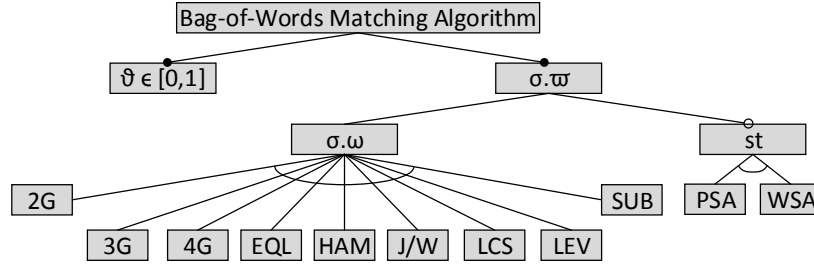 Bag-of-Words Matching Algorithm
ϑ ϵ [0,1]
σ.ϖ
σ.ω
st
2G
SUB
PSA
WSA
3G
4G
EQL
HAM
J/W
LCS
LEV